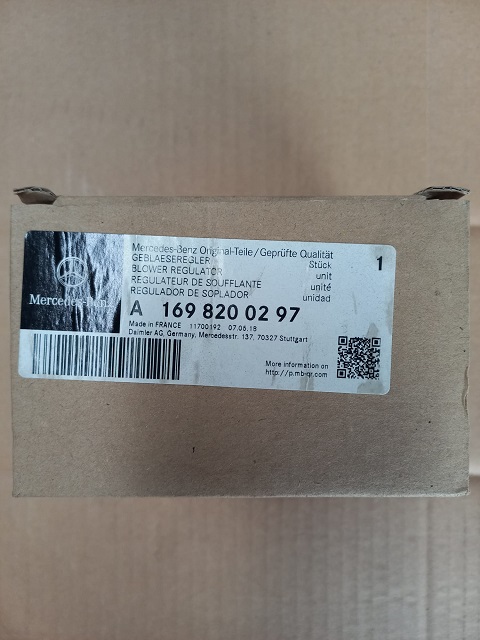 Mercedes-Benz Original-Teile/Geprüfte Qualität
GEBLAESEREGLER Stück 1
BLOWER REGULATOR unit
REGULATEUR DE SOUFFLANTE unité
REGULADOR DE SOPLADOR unidad
Mercedes-Benz
A 169 820 02 97
Made in FRANCE 11700192 07.06.18
Daimler AG, Germany, Mercedesstr. 137, 70327 Stuttgart
More information on
http://p.mb-qr.com